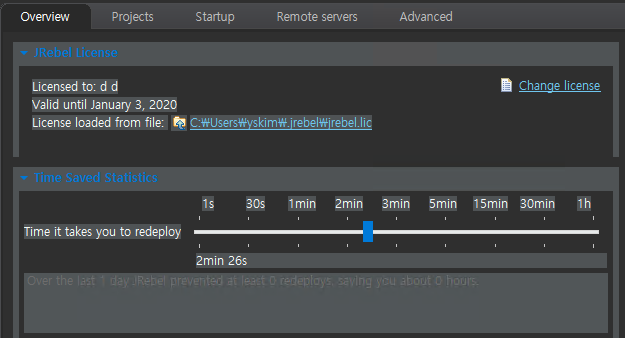 Overview Projects Startup Remote servers Advanced
JRebel License
Licensed to: d d
Change license
Valid until January 3, 2020
License loaded from file: C:₩Users₩yskim₩.jrebel₩jrebel.lic
Time Saved Statistics
1s 30s 1min 2min 3min 5min 15min 30min 1h
Time it takes you to redeploy
2min 26s
Over the last 1 day JRebel prevented at least 0 redeploys, saving you about 0 hours.